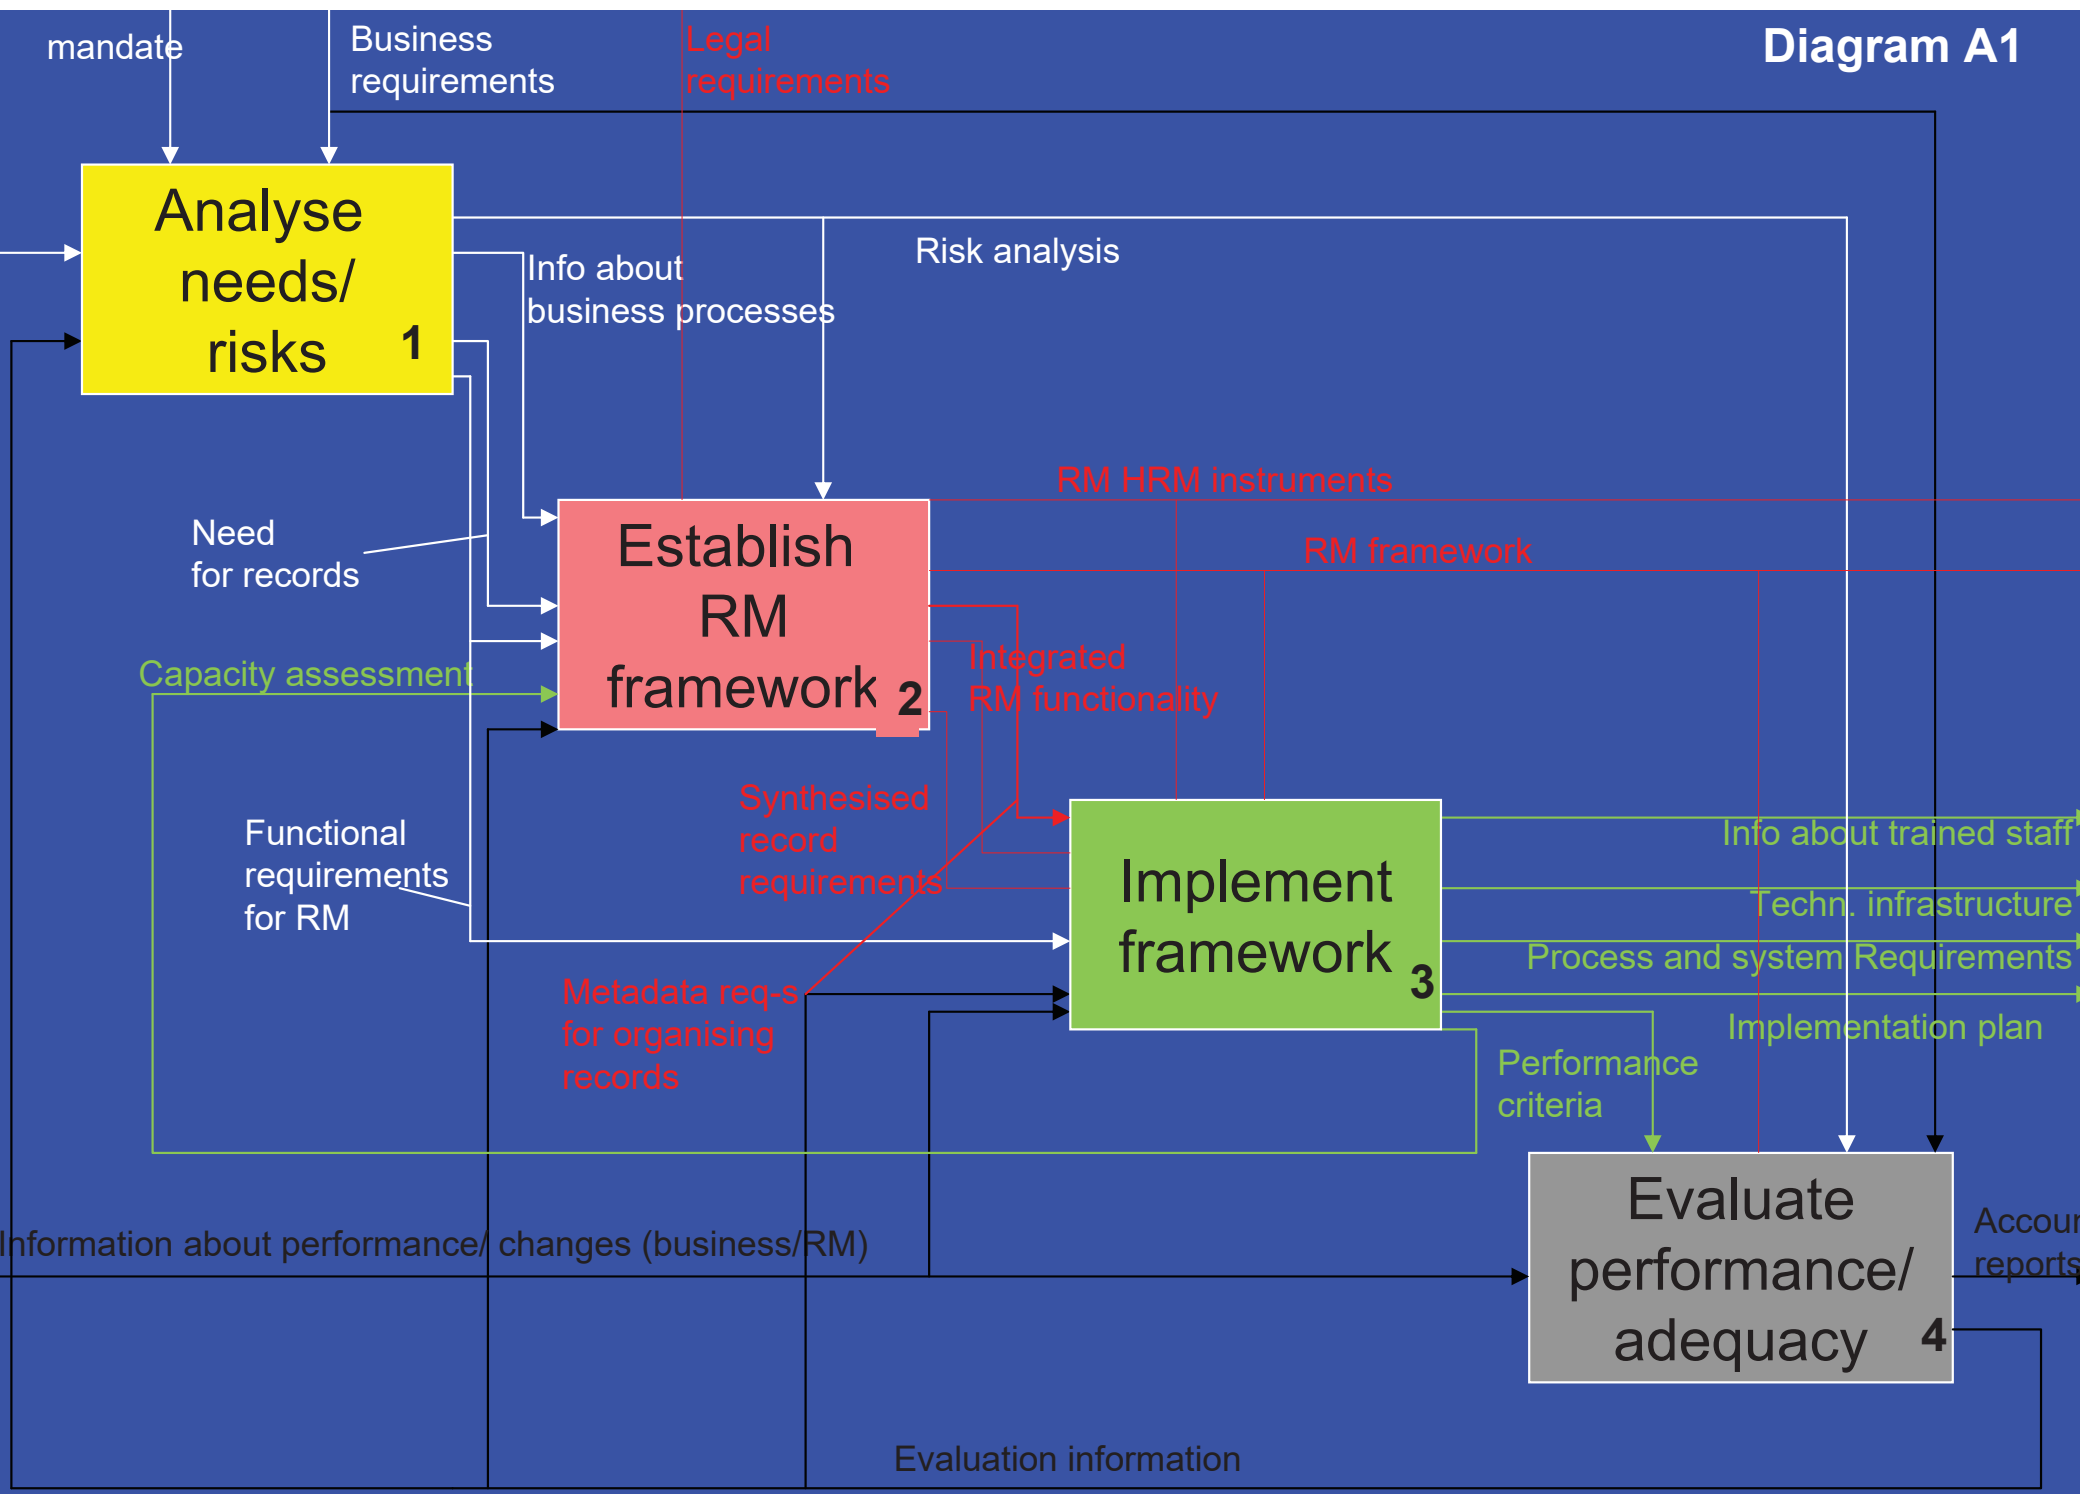 mandate
Business
requirements
Legal
requirements
Diagram A1
Analyse
needs/
risks 1
Info about
business processes
Risk analysis
Need
for records
Establish
RM
framework 2
RM HRM instruments
RM framework
Capacity assessment
Integrated
RM functionality
Functional
requirements
for RM
Synthesised
record
requirements
Metadata req-s
for organising
records
Implement
framework 3
Info about trained staff
Techn. infrastructure
Process and system Requirements
Implementation plan
Performance
criteria
Information about performance/ changes (business/RM)
Evaluate
performance/
adequacy 4
reports
Evaluation information